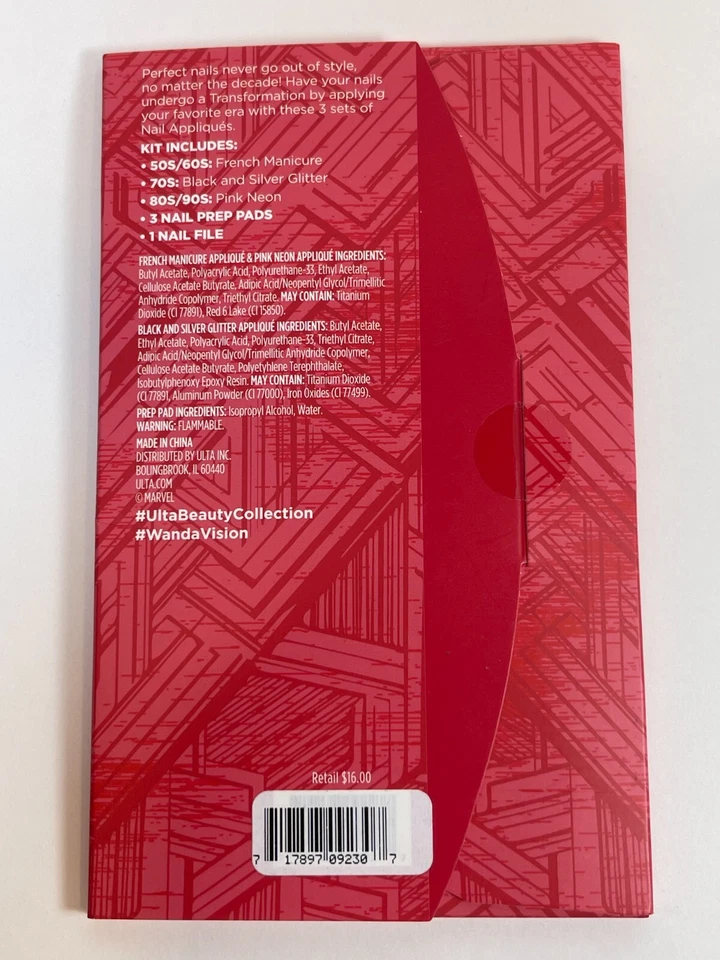 Perfect nails never go out of style,
no matter the decade! Have your nails
undergo a Transformation by applying
your favorite era with these 3 sets of
Nail Appliqués.
KIT INCLUDES:
• 50S/60S: French Manicure
• 70S: Black and Silver Glitter
• 80S/90S: Pink Neon
• 3 NAIL PREP PADS
• 1 NAIL FILE
FRENCH MANICURE APPLIQUÉ & PINK NEON APPLIQUÉ INGREDIENTS:
Butyl Acetate, Polyacrylic Acid, Polyurethane-33, Ethyl Acetate,
Cellulose Acetate Butyrate, Adipic Acid/Neopentyl Glycol/Trimellitic
Anhydride Copolymer, Triethyl Citrate. MAY CONTAIN: Titanium
Dioxide (CI 77891), Red 6 Lake (CI 15850).
BLACK AND SILVER GLITTER APPLIQUÉ INGREDIENTS: Butyl Acetate,
Ethyl Acetate, Polyacrylic Acid, Polyurethane-33, Triethyl Citrate,
Adipic Acid/Neopentyl Glycol/Trimellitic Anhydride Copolymer,
Cellulose Acetate Butyrate, Polyetylene Terephthalate,
Isobutylphenoxy Epoxy Resin. MAY CONTAIN: Titanium Dioxide
(CI 77891, Aluminum Powder (CI 77000), Iron Oxides (CI 77499).
PREP PAD INGREDIENTS: Isopropyl Alcohol, Water.
WARNING: FLAMMABLE.
MADE IN CHINA
DISTRIBUTED BY ULTA INC.
BOLINGBROOK, IL 60440
ULTA.COM
© MARVEL
#UltaBeautyCollection
#WandaVision
Retail $16.00
7 17897 09230 7